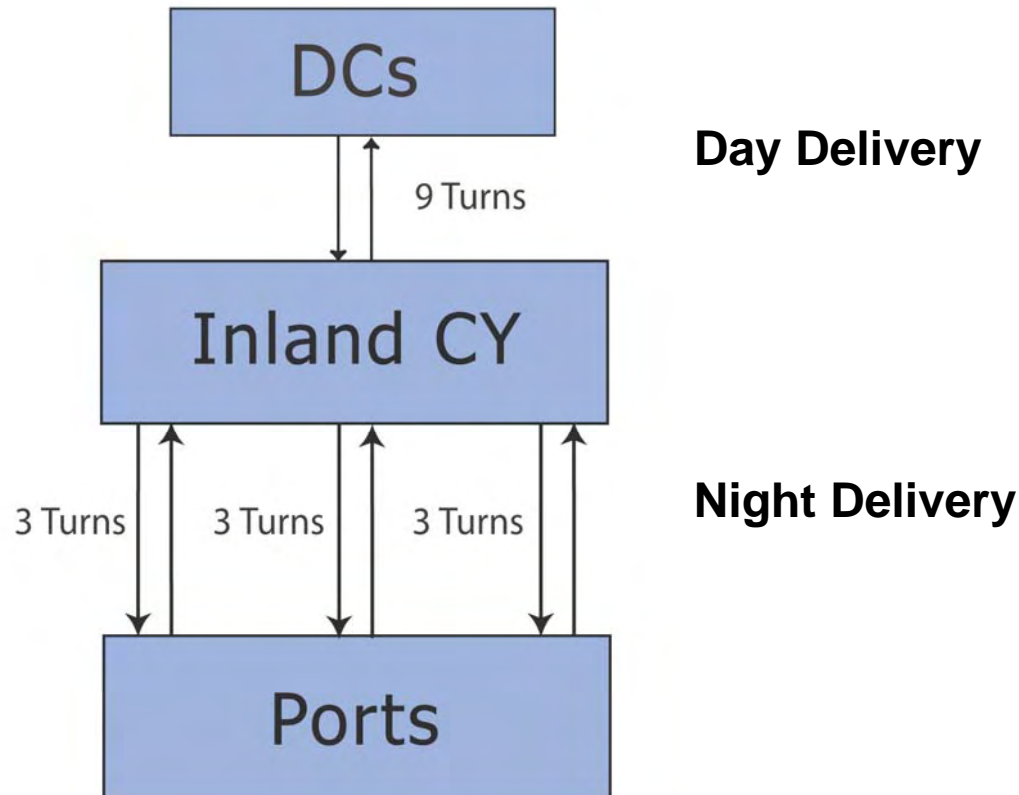 DCs
Day Delivery
9 Turns
Inland CY
Night Delivery
3 Turns
3 Turns
3 Turns
Ports